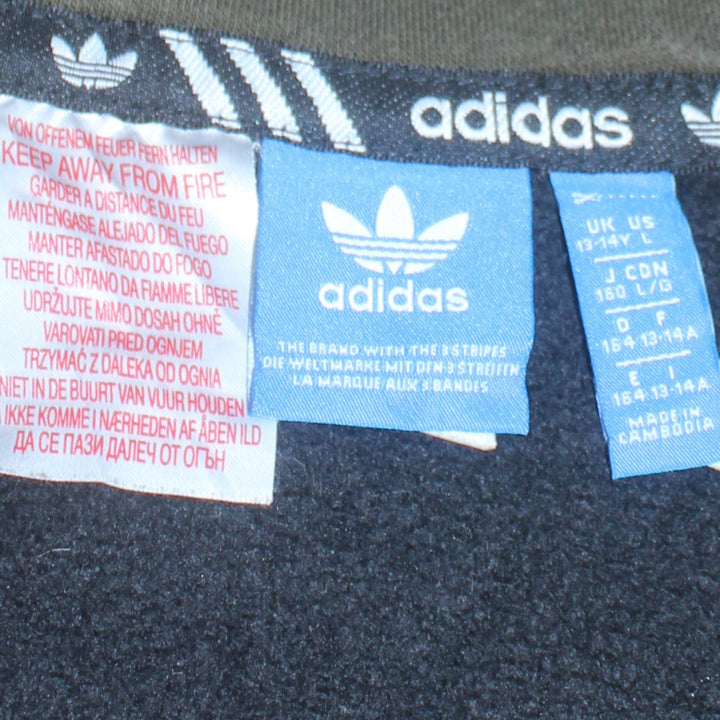 adidas
VON OFFENEM FEUER FERN HALTEN
KEEP AWAY FROM FIRE
GARDER A DISTANCE DU FEU
MANTÉNGASE ALEJADO DEL FUEGO
MANTER AFASTADO DO FOGO
TENERE LONTANO DA FIAMME LIBERE
UDRŽUJTE MIMO DOSAH OHNĚ
VAROVATI PRED OGNJEM
TRZYMAĆ Z DALEKA OD OGNIA
NIET IN DE BUURT VAN VUUR HOUDEN
IKKE KOMME I NÆRHEDEN AF ÅBEN ILD
ДА СЕ ПАЗИ ДАЛЕЧ ОТ ОГЪН
adidas
THE BRAND WITH THE 3 STRIPES
DIE WELTMARKE MIT DEN 3 STREIFEN
LA MARQUE AUX 3 BANDES
UK US
13-14Y L
J CDN
160 L/G
D F
164 13-14A
E I
164 13-14A
MADE IN
CAMBODIA